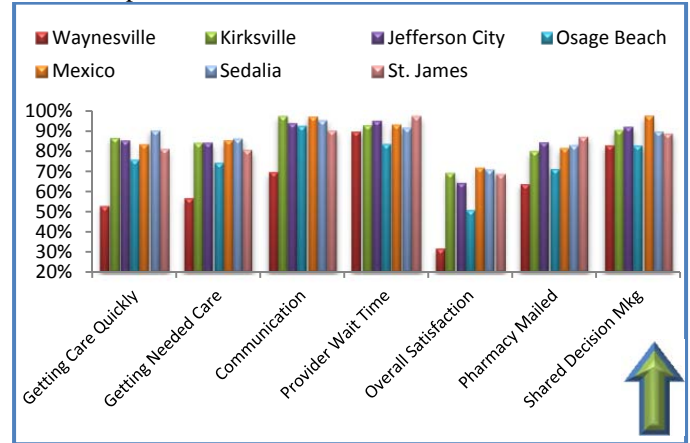 Waynesville Kirksville Jefferson City Osage Beach
Mexico Sedalia St. James
100%
90%
80%
70%
60%
50%
40%
30%
20%
Getting Care Quickly
Getting Needed Care
Communication
Provider Wait Time
Overall Satisfaction
Pharmacy Mailed
Shared Decision Mkg